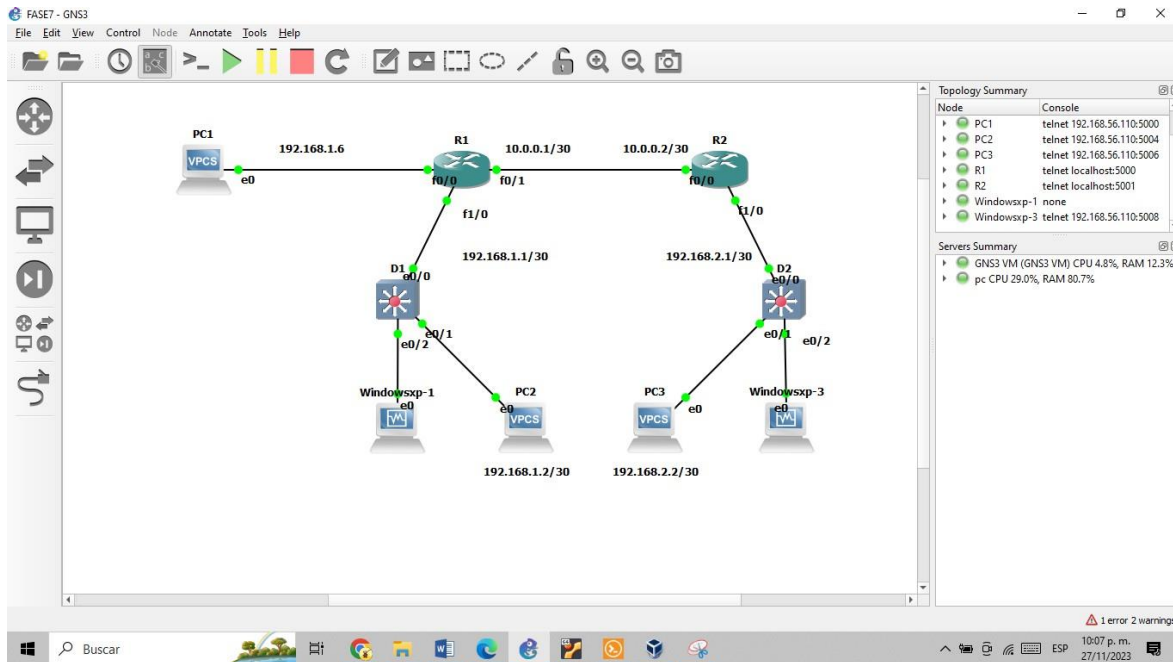 FASE7 - GNS3
File Edit View Control Node Annotate Tools Help
Topology Summary
Node Console
PC1 telnet 192.168.56.110:5000
PC2 telnet 192.168.56.110:5004
PC3 telnet 192.168.56.110:5006
R1 telnet localhost:5000
R2 telnet localhost:5001
Windowsxp-1 none
Windowsxp-3 telnet 192.168.56.110:5008
Servers Summary
GNS3 VM (GNS3 VM) CPU 4.8%, RAM 12.3%
pc CPU 29.0%, RAM 80.7%
PC1
VPCS
e0
192.168.1.6
R1
f0/0
f0/1
f1/0
10.0.0.1/30
10.0.0.2/30
R2
f0/0
f1/0
192.168.1.1/30
192.168.2.1/30
D1
e0/0
e0/1
e0/2
D2
e0/0
e0/1
e0/2
Windowsxp-1
e0
PC2
e0
VPCS
192.168.1.2/30
PC3
e0
VPCS
192.168.2.2/30
Windowsxp-3
e0
1 error 2 warnings
Buscar
ESP
10:07 p. m.
27/11/2023